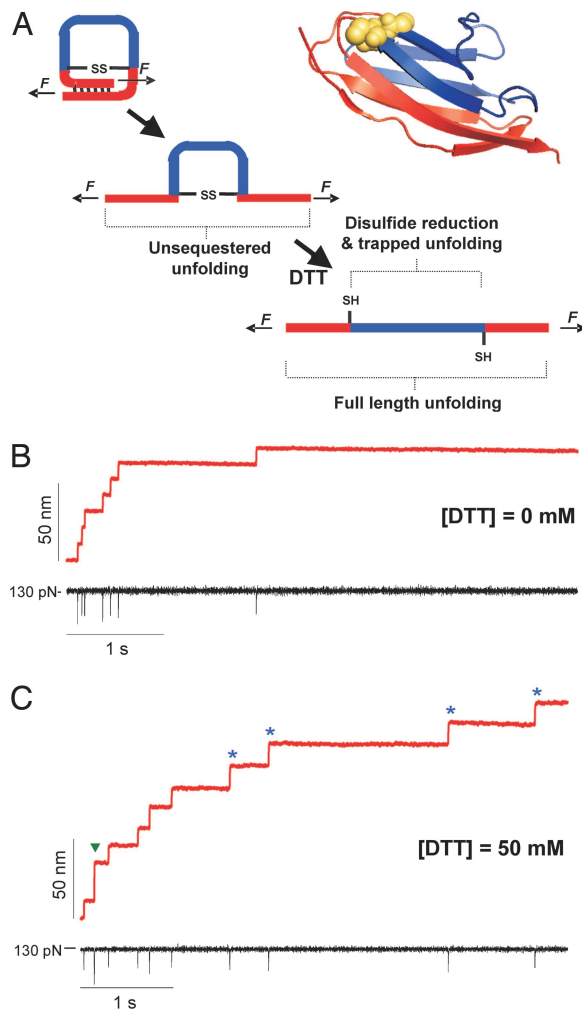 A
SS
F
F
F
SS
F
Unsequestered
unfolding
Disulfide reduction
& trapped unfolding
DTT
SH
F
F
SH
Full length unfolding
B
50 nm
[DTT] = 0 mM
130 pN-
1 s
C
*
*
*
*
50 nm
[DTT] = 50 mM
130 pN
1 s